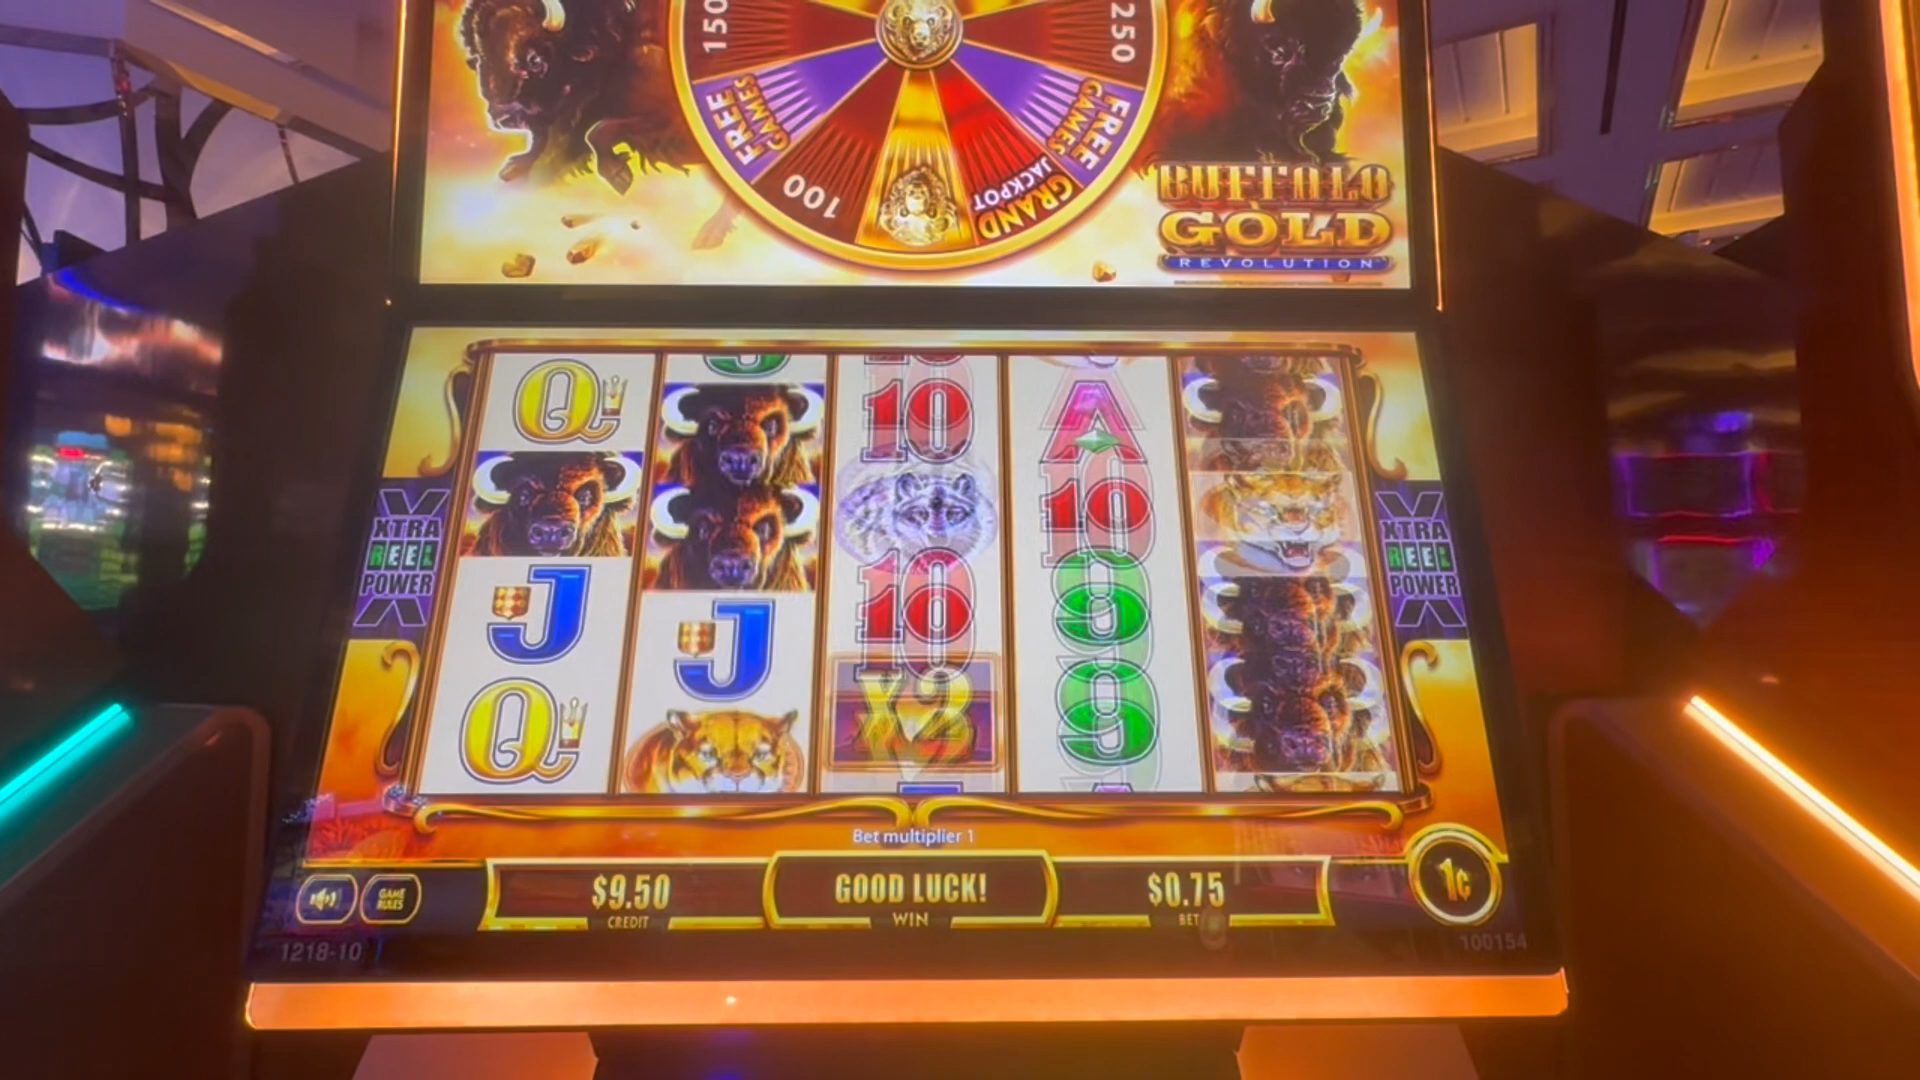 150
250
FREE GAMES
FREE GAMES
100
GRAND JACKPOT
BUFFALO
GOLD
REVOLUTION
Q
10
A
XTRA
REEL
POWER
10
XTRA
REEL
POWER
J
J
10
9
Q
X2
9
Bet multiplier 1
GAME RULES
$9.50
CREDIT
GOOD LUCK!
WIN
$0.75
BET
1¢
1218-10
100154